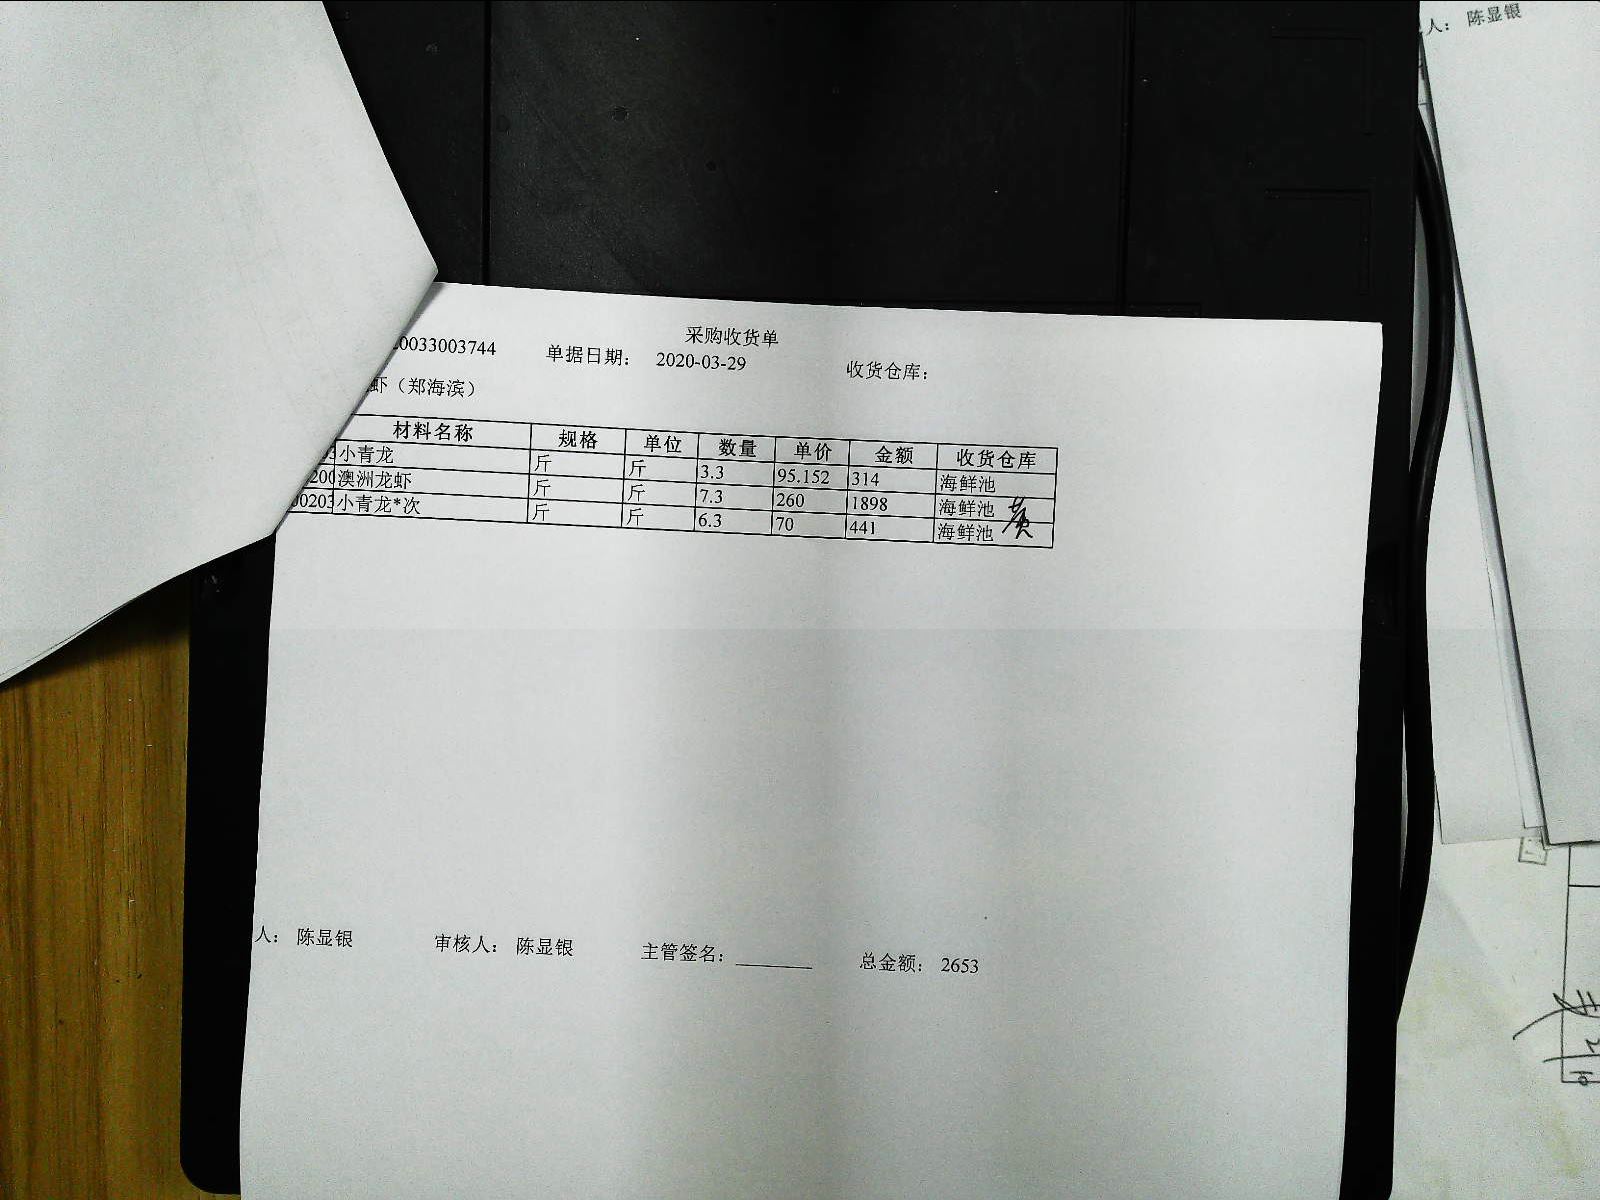 人： 陈显银
采购收货单
0033003744 单据日期： 2020-03-29 收货仓库：
虾（郑海滨）
材料名称 规格 单位 数量 单价 金额 收货仓库
小青龙 斤 斤 3.3 95.152 314 海鲜池
200 澳洲龙虾 斤 斤 7.3 260 1898 海鲜池
00203 小青龙*次 斤 斤 6.3 70 441 海鲜池
人： 陈显银 审核人： 陈显银 主管签名： 总金额： 2653